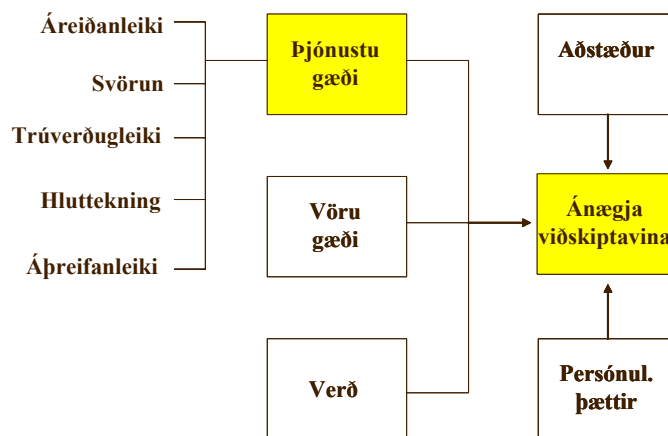 Áreiðanleiki
Svörun
Trúverðugleiki
Hluttekning
Áþreifanleiki
Þjónustu
gæði
Vöru
gæði
Verð
Aðstæður
Ánægja
viðskiptavina
Persónul.
þættir